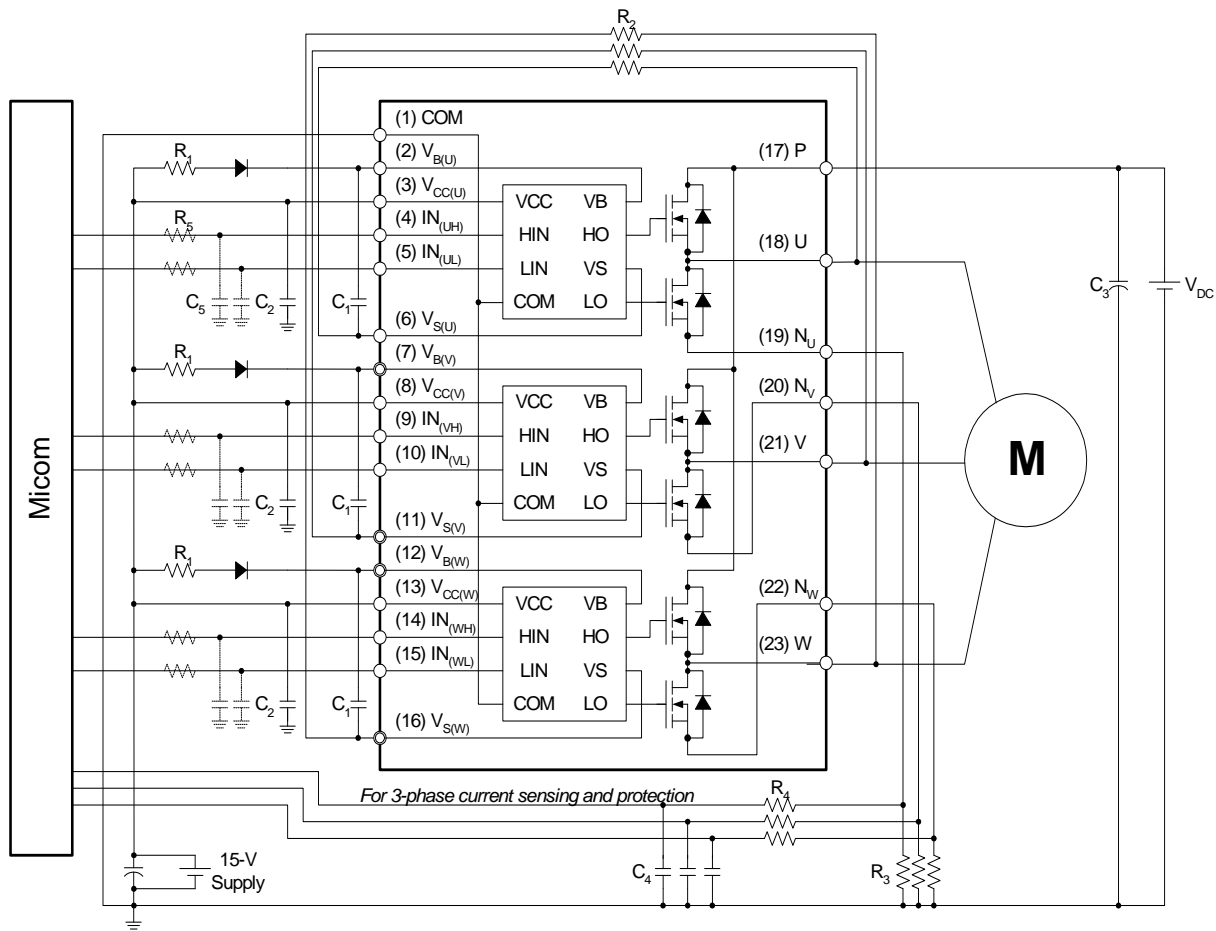 R2
(1) COM
(2) VB(U)
(3) VCC(U)
(4) IN(UH)
(5) IN(UL)
(6) VS(U)
(7) VB(V)
(8) VCC(V)
(9) IN(VH)
(10) IN(VL)
(11) VS(V)
(12) VB(W)
(13) VCC(W)
(14) IN(WH)
(15) IN(WL)
(16) VS(W)
(17) P
(18) U
(19) NU
(20) NV
(21) V
(22) NW
(23) W
VCC VB
HIN HO
LIN VS
COM LO
VCC VB
HIN HO
LIN VS
COM LO
VCC VB
HIN HO
LIN VS
COM LO
Micom
R1
R5
C5 C2 C1
R1
C2 C1
R1
C2 C1
C3
VDC
M
For 3-phase current sensing and protection
R4
C4
R3
15-V
Supply